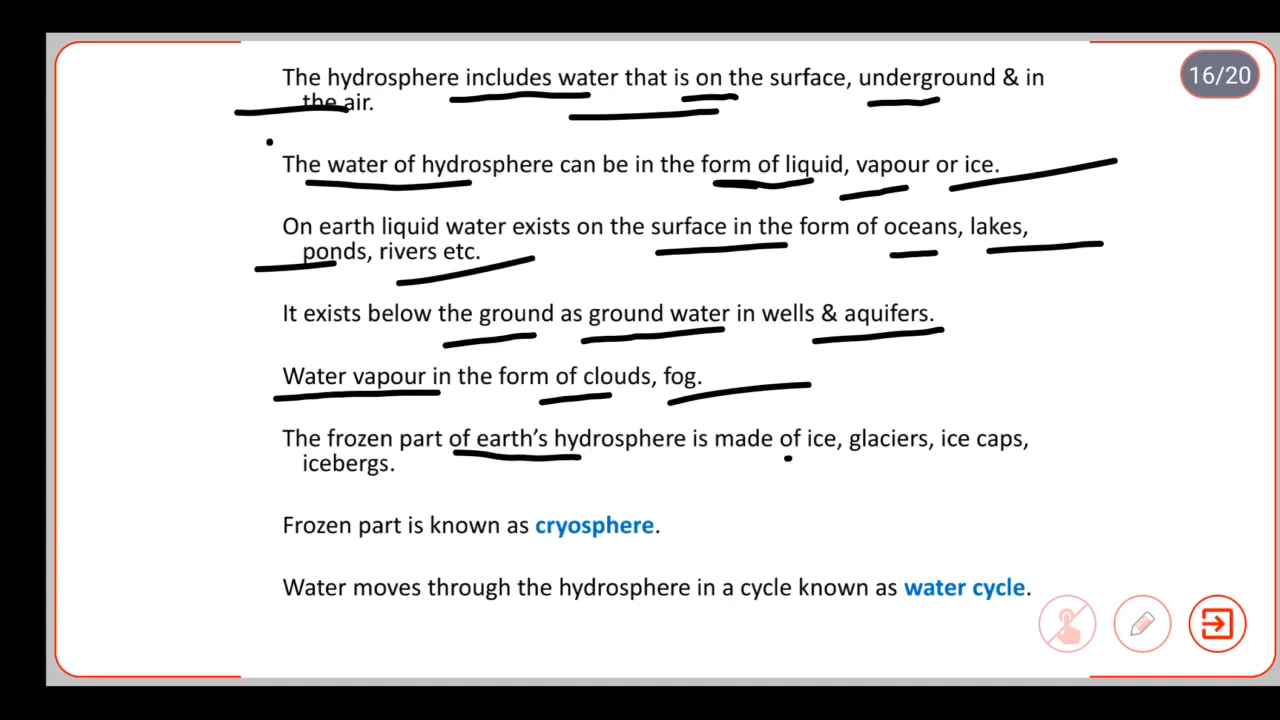 The hydrosphere includes water that is on the surface, underground & in
the air.
The water of hydrosphere can be in the form of liquid, vapour or ice.
On earth liquid water exists on the surface in the form of oceans, lakes,
ponds, rivers etc.
It exists below the ground as ground water in wells & aquifers.
Water vapour in the form of clouds, fog.
The frozen part of earth's hydrosphere is made of ice, glaciers, ice caps,
icebergs.
Frozen part is known as cryosphere.
Water moves through the hydrosphere in a cycle known as water cycle.
16/20